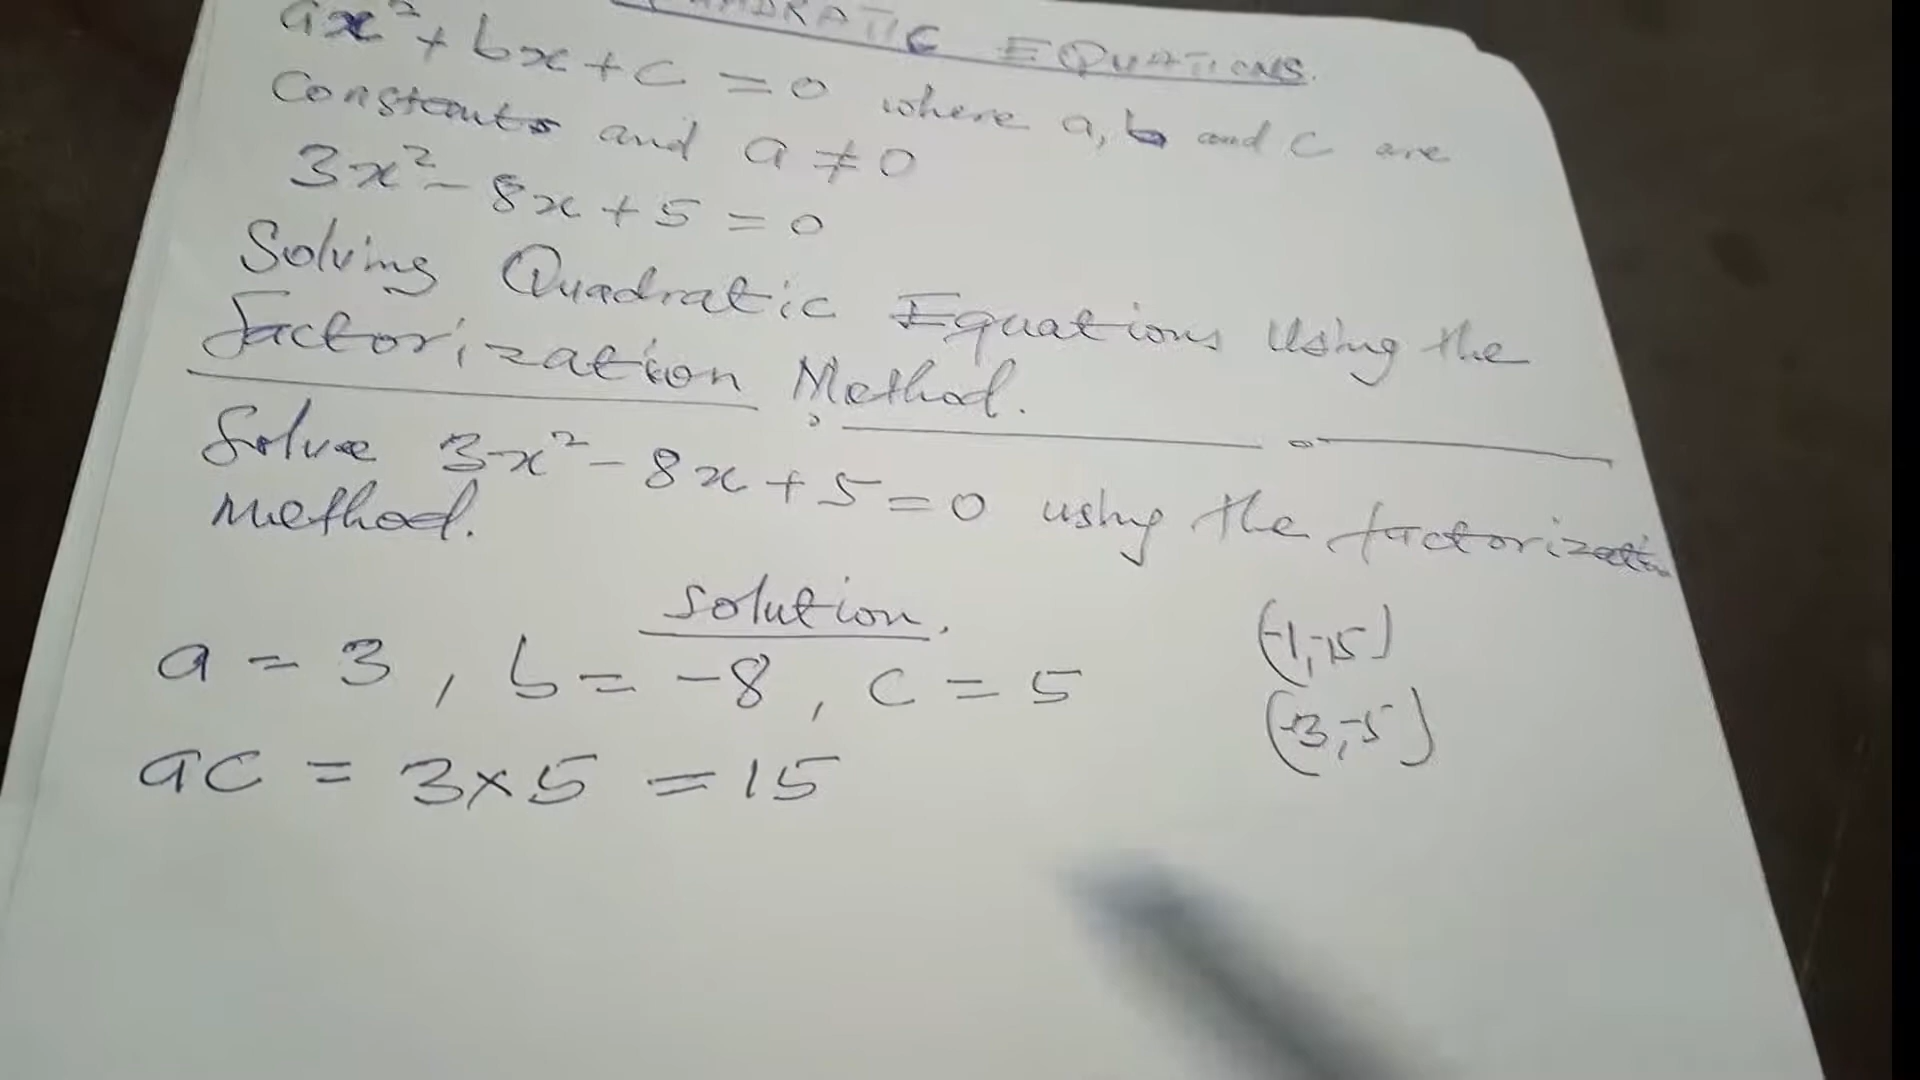 QUADRATIC EQUATIONS.
ax² + bx + c = 0 where a, b and c are
Constants and a ≠ 0
3x² - 8x + 5 = 0
Solving Quadratic Equations Using the
Factorization Method.
Solve 3x² - 8x + 5 = 0 using the factorization
method.
solution.
a = 3, b = -8, c = 5
ac = 3×5 = 15
(-1,-15)
(-3,-5)